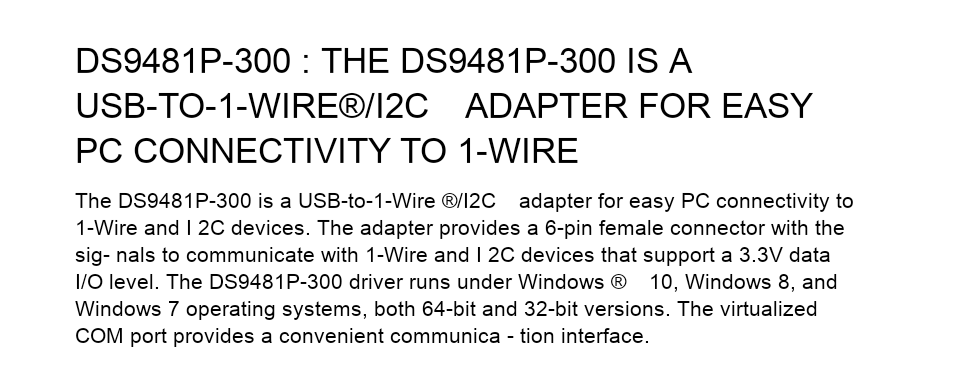 DS9481P-300 : THE DS9481P-300 IS A
USB-TO-1-WIRE®/I2C    ADAPTER FOR EASY
PC CONNECTIVITY TO 1-WIRE
The DS9481P-300 is a USB-to-1-Wire ®/I2C    adapter for easy PC connectivity to
1-Wire and I 2C devices. The adapter provides a 6-pin female connector with the
sig- nals to communicate with 1-Wire and I 2C devices that support a 3.3V data
I/O level. The DS9481P-300 driver runs under Windows ®    10, Windows 8, and
Windows 7 operating systems, both 64-bit and 32-bit versions. The virtualized
COM port provides a convenient communica - tion interface.